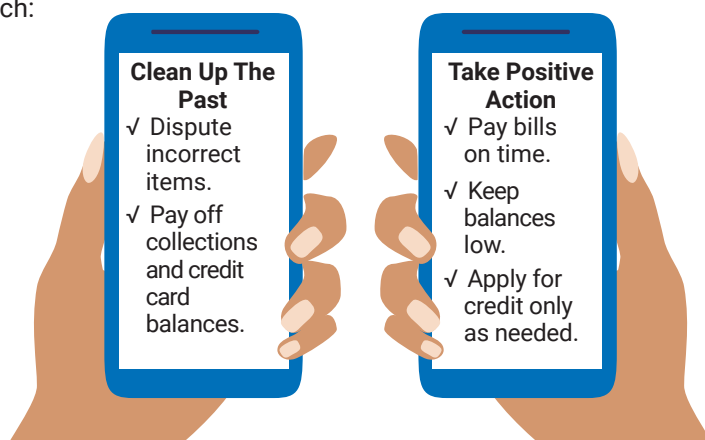 ch:
Clean Up The
Past
√ Dispute
incorrect
items.
√ Pay off
collections
and credit
card
balances.
Take Positive
Action
√ Pay bills
on time.
√ Keep
balances
low.
√ Apply for
credit only
as needed.